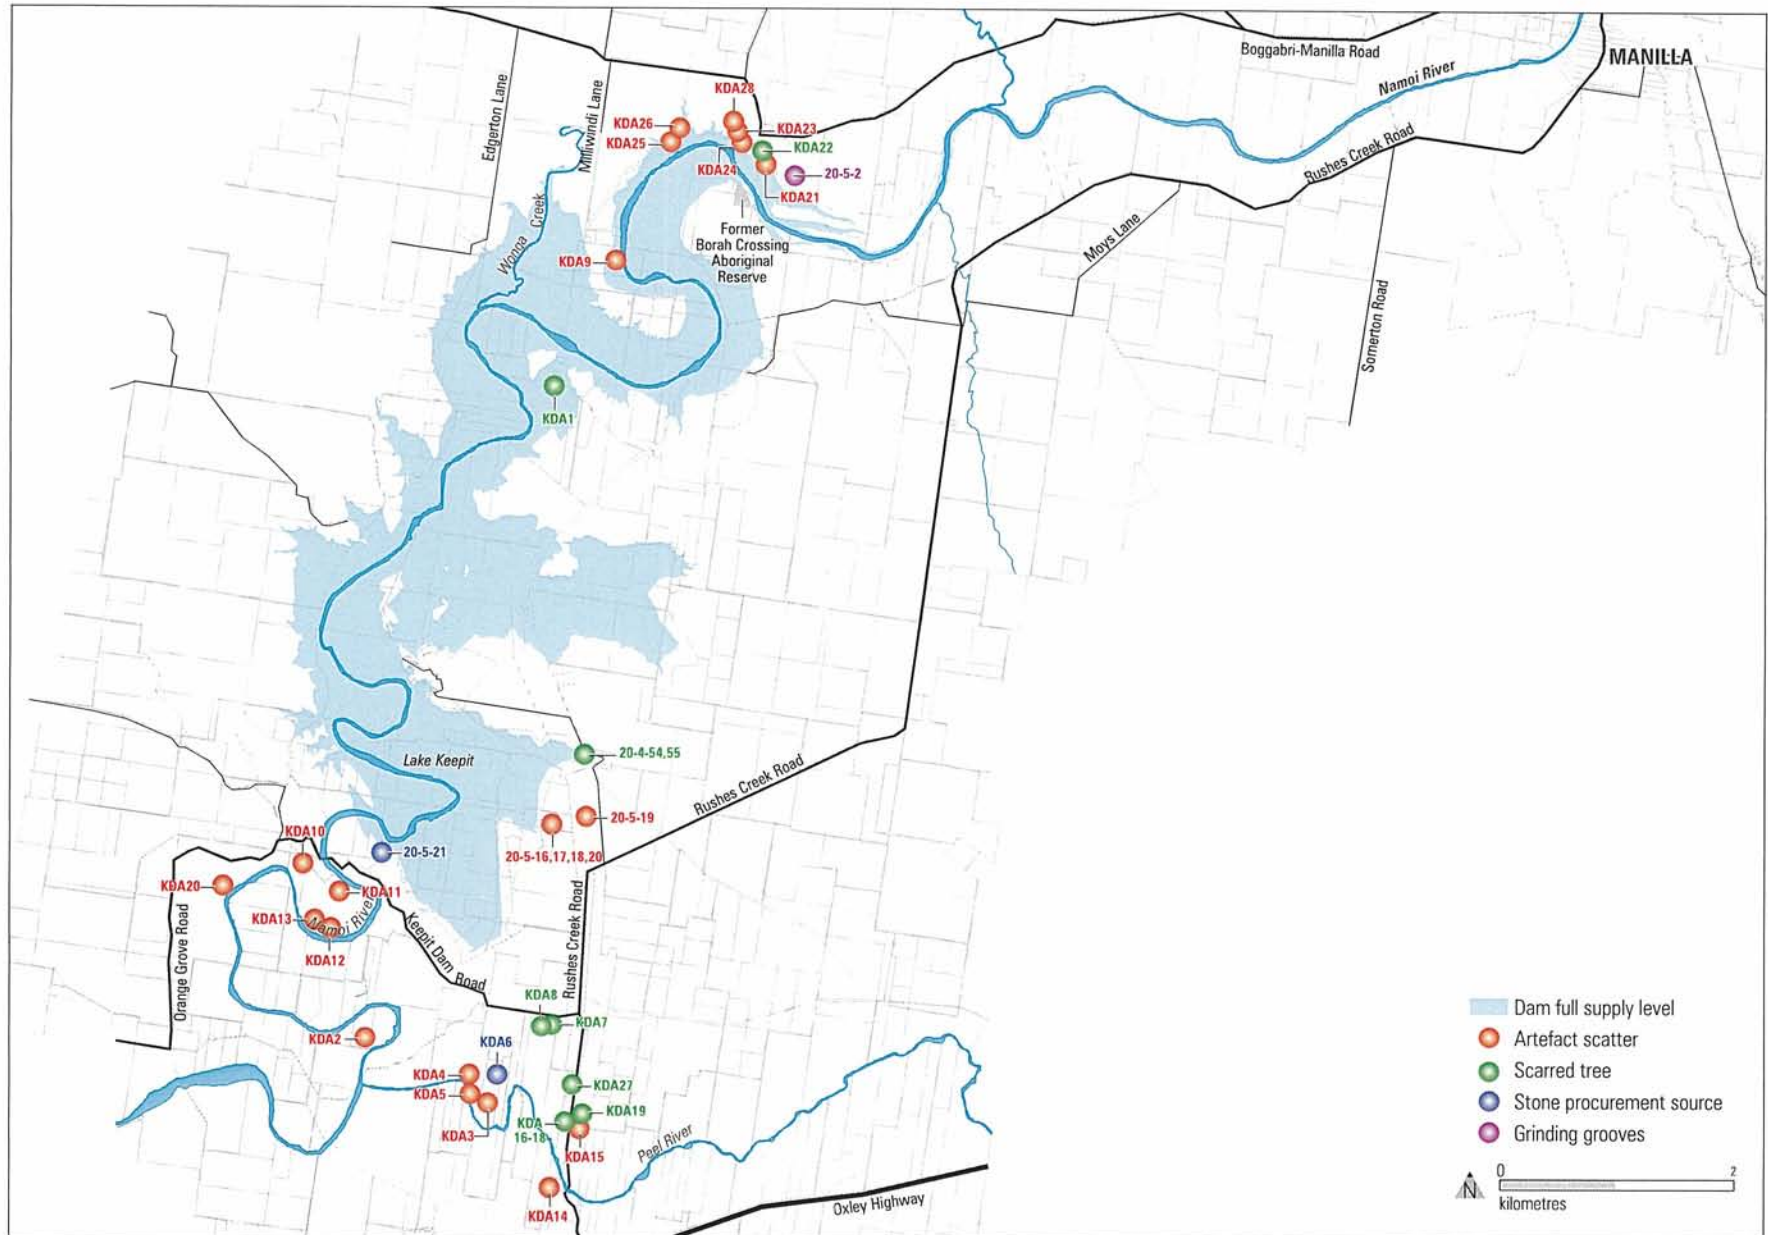 Boggabri-Manilla Road
MANILLA
Namoi River
Rushes Creek Road
Edgerton Lane
Milliwindi Lane
KDA28
KDA26
KDA23
KDA25
KDA22
KDA24
20-5-2
KDA21
Wonga Creek
Former
Borah Crossing
Aboriginal
Reserve
Moys Lane
KDA9
Somerton Road
KDA1
Lake Keepit
20-4-54,55
Rushes Creek Road
20-5-19
20-5-16,17,18,20
KDA10
20-5-21
KDA20
KDA11
KDA13
Namoi River
KDA12
Orange Grove Road
Keepit Dam Road
Rushes Creek Road
KDA8
KDA7
KDA2
KDA6
KDA4
KDA5
KDA27
KDA19
KDA
16-18
KDA3
KDA15
Peel River
KDA14
Oxley Highway
Dam full supply level
Artefact scatter
Scarred tree
Stone procurement source
Grinding grooves
N
0 2
kilometres